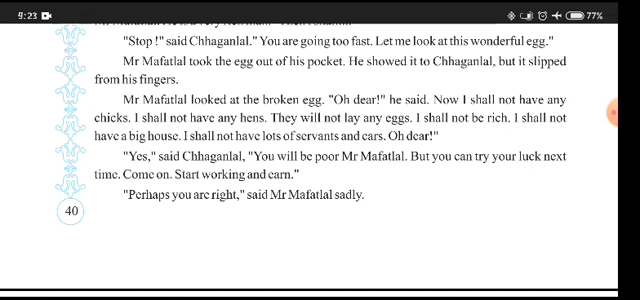 9:23
77%
"Stop !" said Chhaganlal." You are going too fast. Let me look at this wonderful egg."
Mr Mafatlal took the egg out of his pocket. He showed it to Chhaganlal, but it slipped
from his fingers.
Mr Mafatlal looked at the broken egg. "Oh dear!" he said. Now I shall not have any
chicks. I shall not have any hens. They will not lay any eggs. I shall not be rich. I shall not
have a big house. I shall not have lots of servants and cars. Oh dear!"
"Yes," said Chhaganlal, "You will be poor Mr Mafatlal. But you can try your luck next
time. Come on. Start working and earn."
"Perhaps you are right," said Mr Mafatlal sadly.
40